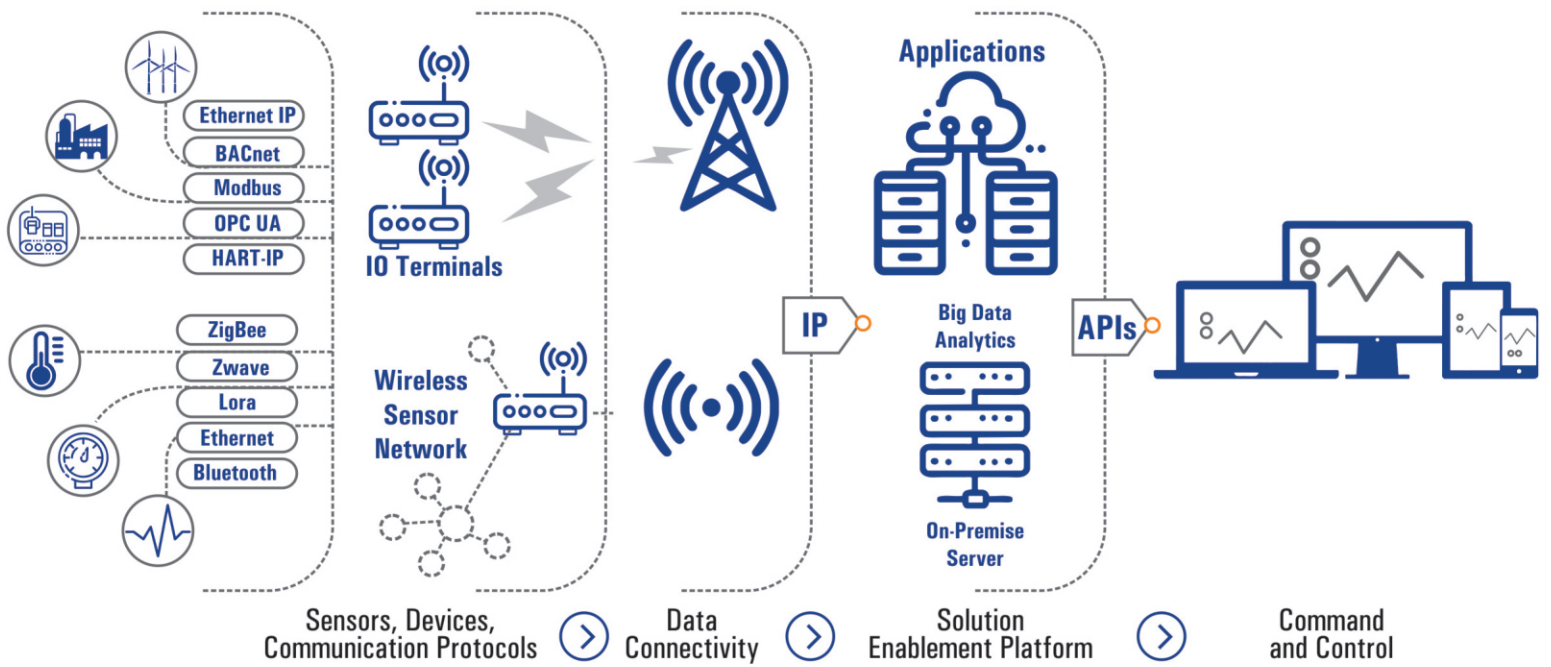 Ethernet IP
BACnet
Modbus
OPC UA
HART-IP
ZigBee
Zwave
Lora
Ethernet
Bluetooth
IO Terminals
Wireless
Sensor
Network
IP
Applications
Big Data
Analytics
On-Premise
Server
APIs
Sensors, Devices,
Communication Protocols
Data
Connectivity
Solution
Enablement Platform
Command
and Control